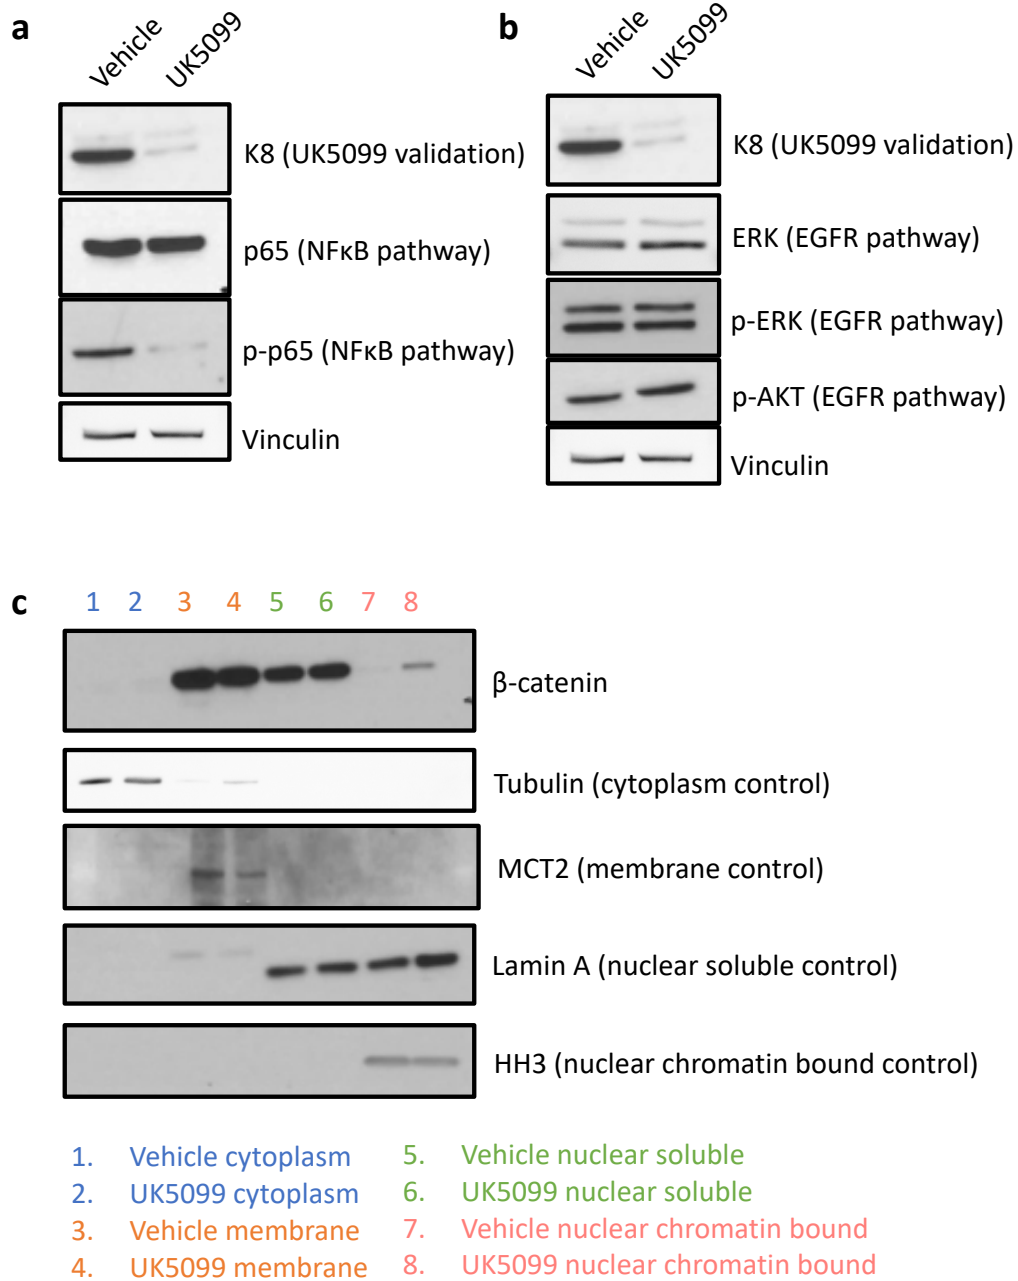 a
Vehicle
UK5099
K8 (UK5099 validation)
p65 (NFκB pathway)
p-p65 (NFκB pathway)
Vinculin
b
Vehicle
UK5099
K8 (UK5099 validation)
ERK (EGFR pathway)
p-ERK (EGFR pathway)
p-AKT (EGFR pathway)
Vinculin
c
1 2 3 4 5 6 7 8
β-catenin
Tubulin (cytoplasm control)
MCT2 (membrane control)
Lamin A (nuclear soluble control)
HH3 (nuclear chromatin bound control)
1. Vehicle cytoplasm
2. UK5099 cytoplasm
3. Vehicle membrane
4. UK5099 membrane
5. Vehicle nuclear soluble
6. UK5099 nuclear soluble
7. Vehicle nuclear chromatin bound
8. UK5099 nuclear chromatin bound